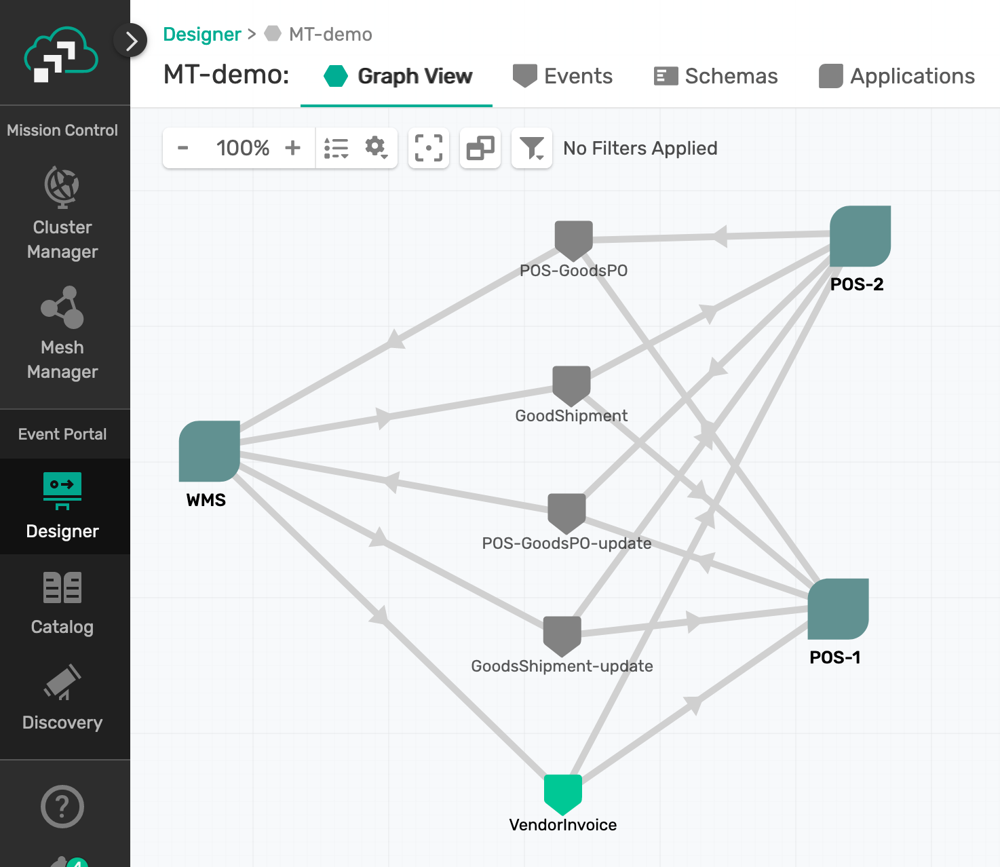 Designer > MT-demo
MT-demo:
Graph View
Events
Schemas
Applications
- 100% +
No Filters Applied
Mission Control
Cluster
Manager
Mesh
Manager
Event Portal
Designer
Catalog
Discovery
?
4
POS-GoodsPO
POS-2
GoodShipment
WMS
POS-GoodsPO-update
GoodsShipment-update
POS-1
VendorInvoice